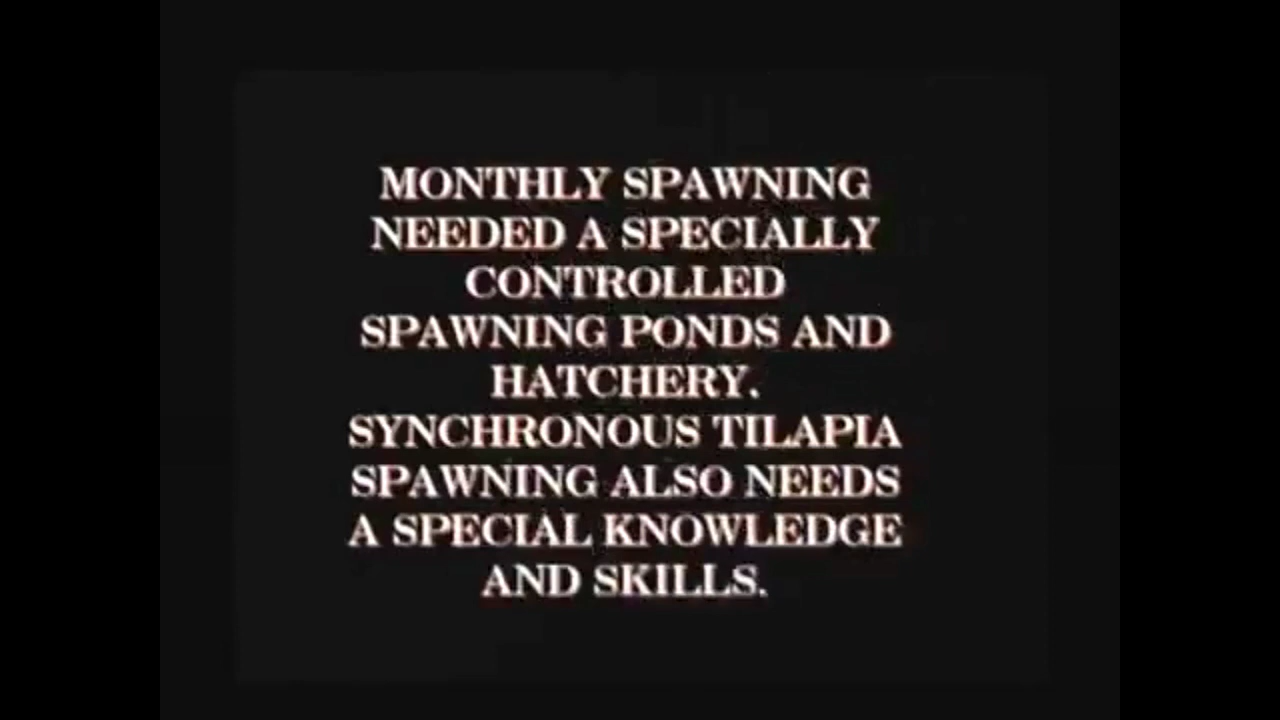 MONTHLY SPAWNING
NEEDED A SPECIALLY
CONTROLLED
SPAWNING PONDS AND
HATCHERY.
SYNCHRONOUS TILAPIA
SPAWNING ALSO NEEDS
A SPECIAL KNOWLEDGE
AND SKILLS.